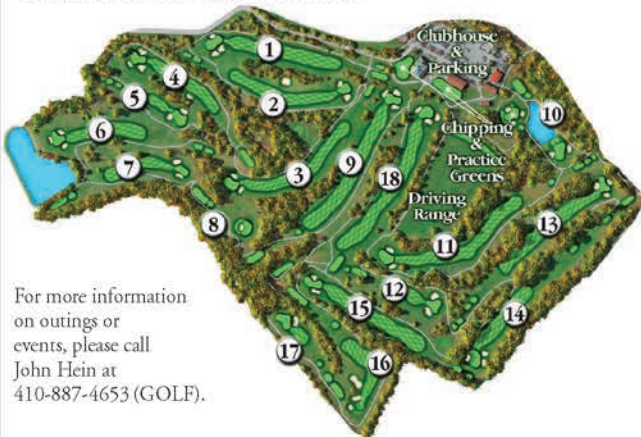 Clubhouse
&
Parking
1
2
4
5
6
7
3
9
18
8
10
Chipping
&
Practice
Greens
Driving
Range
11
13
12
15
14
17
16
For more information
on outings or
events, please call
John Hein at
410-887-4653 (GOLF).